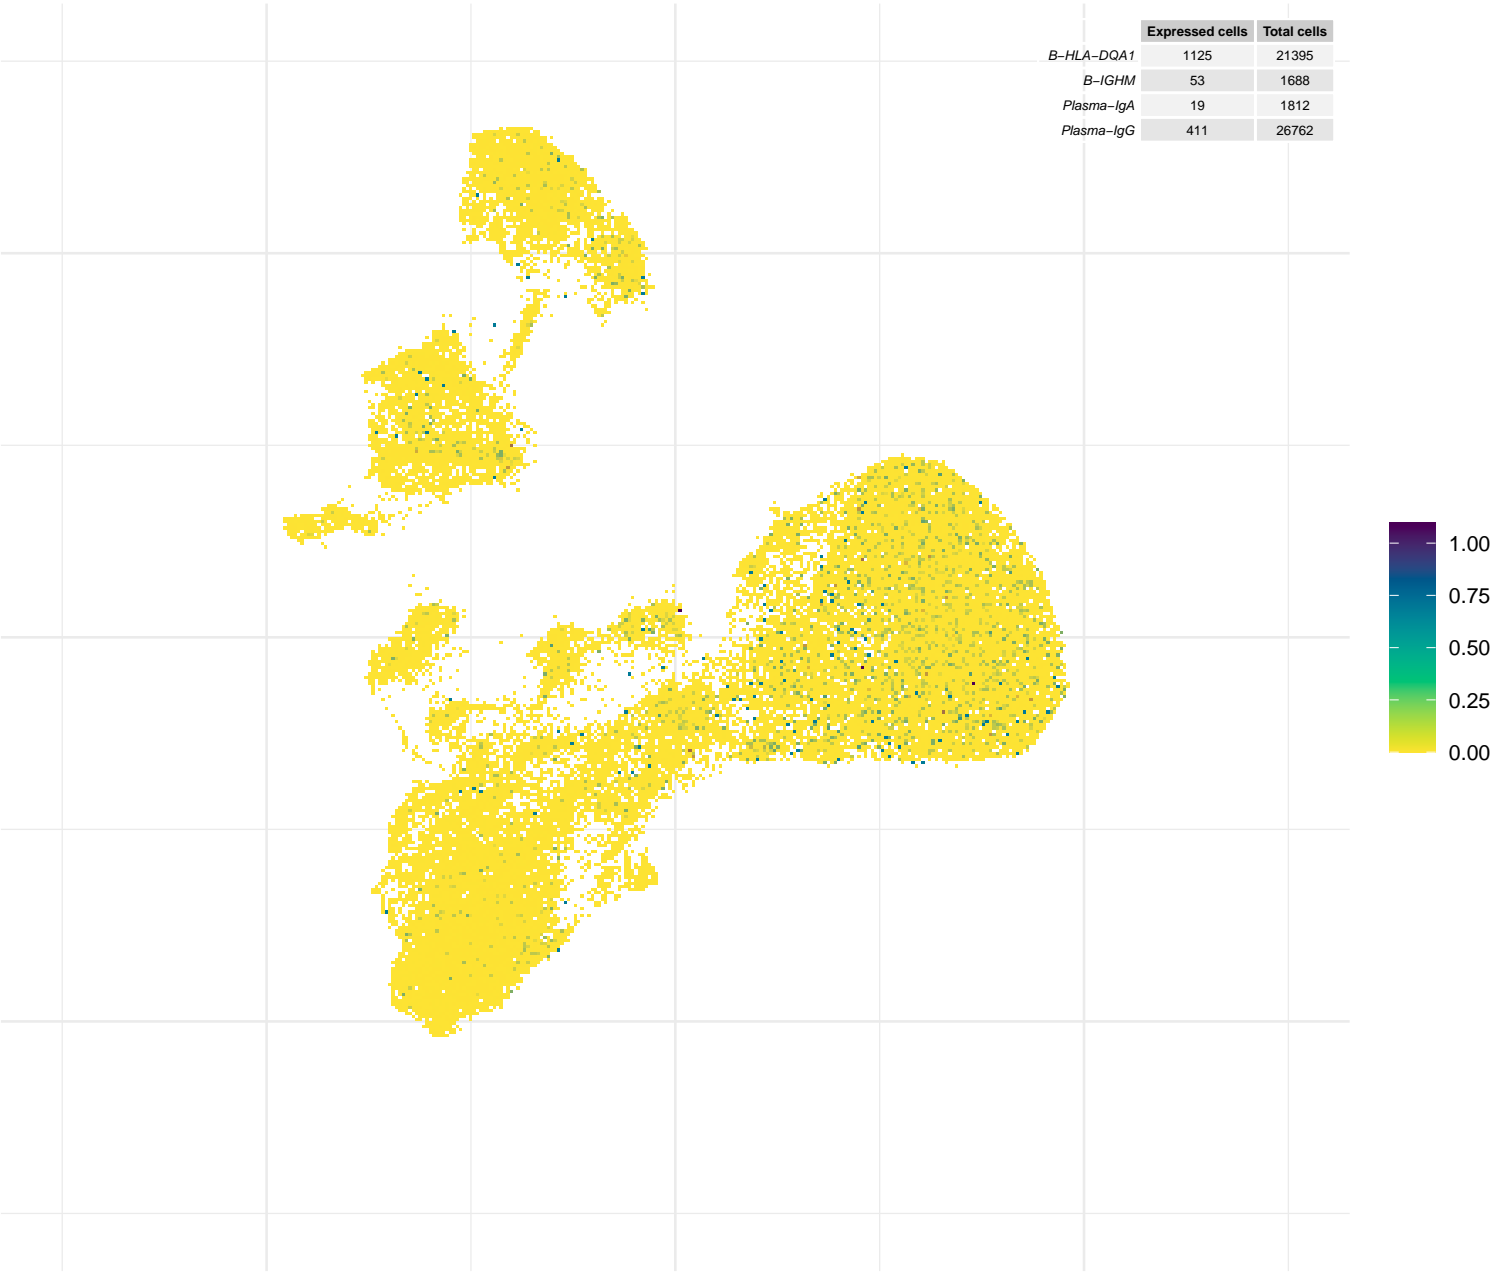 Expressed cells Total cells
B−HLA−DQA1 1125 21395
B−IGHM 53 1688
Plasma−IgA 19 1812
Plasma−IgG 411 26762
1.00
0.75
0.50
0.25
0.00